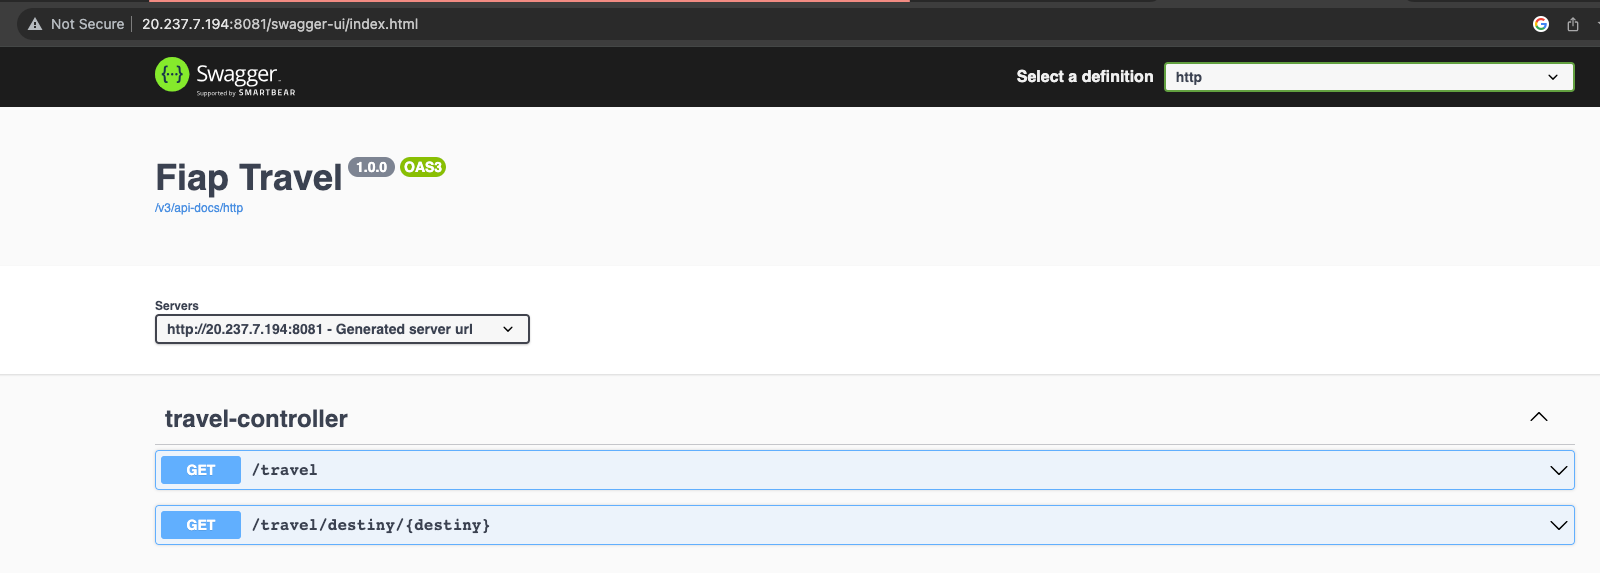 Not Secure 20.237.7.194:8081/swagger-ui/index.html
{···} Swagger.
Supported by SMARTBEAR
Select a definition http
Fiap Travel 1.0.0 OAS3
/v3/api-docs/http
Servers
http://20.237.7.194:8081 - Generated server url
travel-controller
GET /travel
GET /travel/destiny/{destiny}